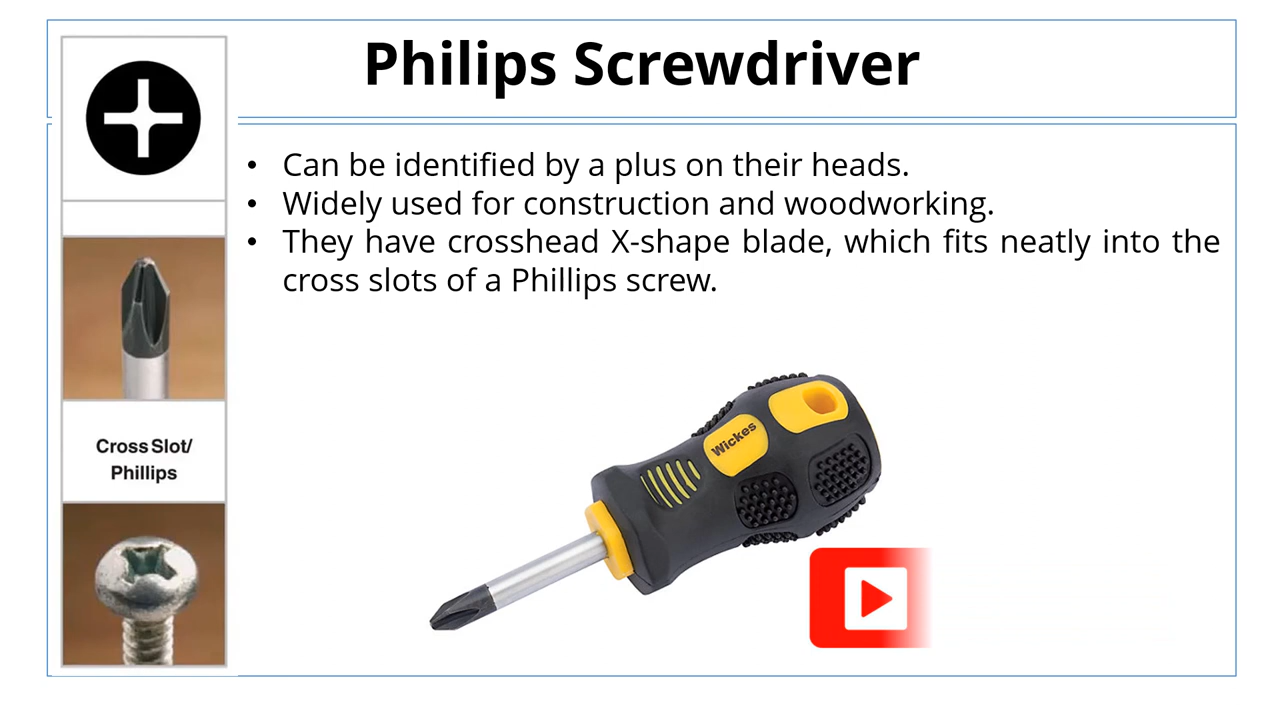 Philips Screwdriver
• Can be identified by a plus on their heads.
• Widely used for construction and woodworking.
• They have crosshead X-shape blade, which fits neatly into the
cross slots of a Phillips screw.
Cross Slot/
Phillips
Wickes